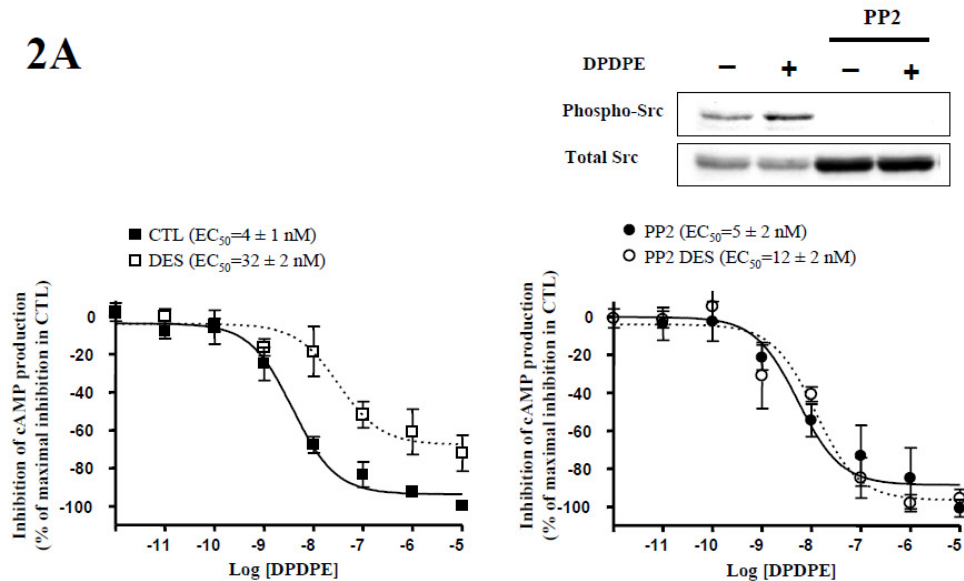 2A
PP2
DPDPE − + − +
Phospho-Src
Total Src
■ CTL (EC₅₀=4 ± 1 nM)
□ DES (EC₅₀=32 ± 2 nM)
Inhibition of cAMP production
(% of maximal inhibition in CTL)
0
-20
-40
-60
-80
-100
-11 -10 -9 -8 -7 -6 -5
Log [DPDPE]
● PP2 (EC₅₀=5 ± 2 nM)
○ PP2 DES (EC₅₀=12 ± 2 nM)
Inhibition of cAMP production
(% of maximal inhibition in CTL)
0
-20
-40
-60
-80
-100
-11 -10 -9 -8 -7 -6 -5
Log [DPDPE]